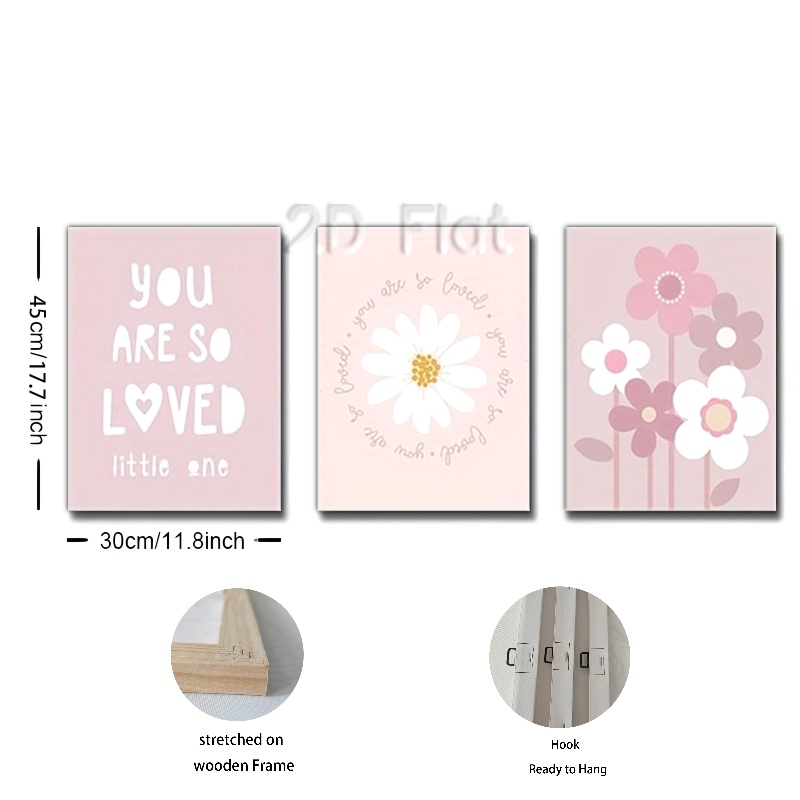 2D Flat
YOU
ARE SO
LOVED
little one
you are so loved • you are so loved • you are so loved •
45cm/17.7inch
30cm/11.8inch
stretched on
wooden Frame
Hook
Ready to Hang